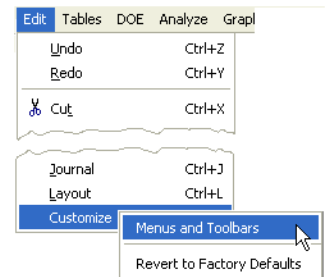 Edit Tables DOE Analyze Grap
Undo Ctrl+Z
Redo Ctrl+Y
Cut Ctrl+X
Journal Ctrl+J
Layout Ctrl+L
Customize
Menus and Toolbars
Revert to Factory Defaults